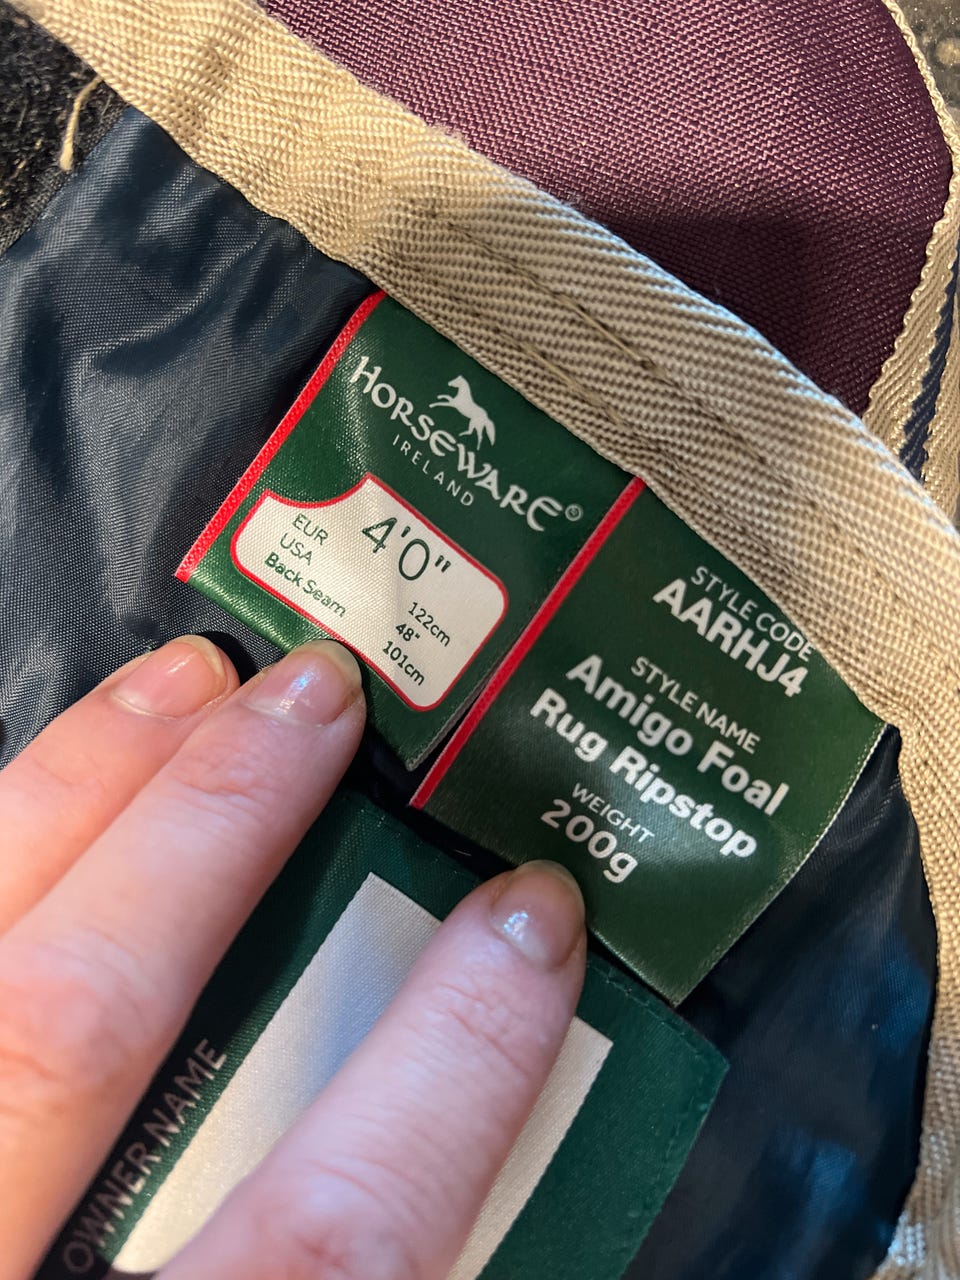 HORSEWARE®
IRELAND
4'0"
EUR 122cm
USA 48"
Back Seam 101cm
STYLE CODE
AARHJ4
STYLE NAME
Amigo Foal
Rug Ripstop
WEIGHT
200g
OWNER NAME